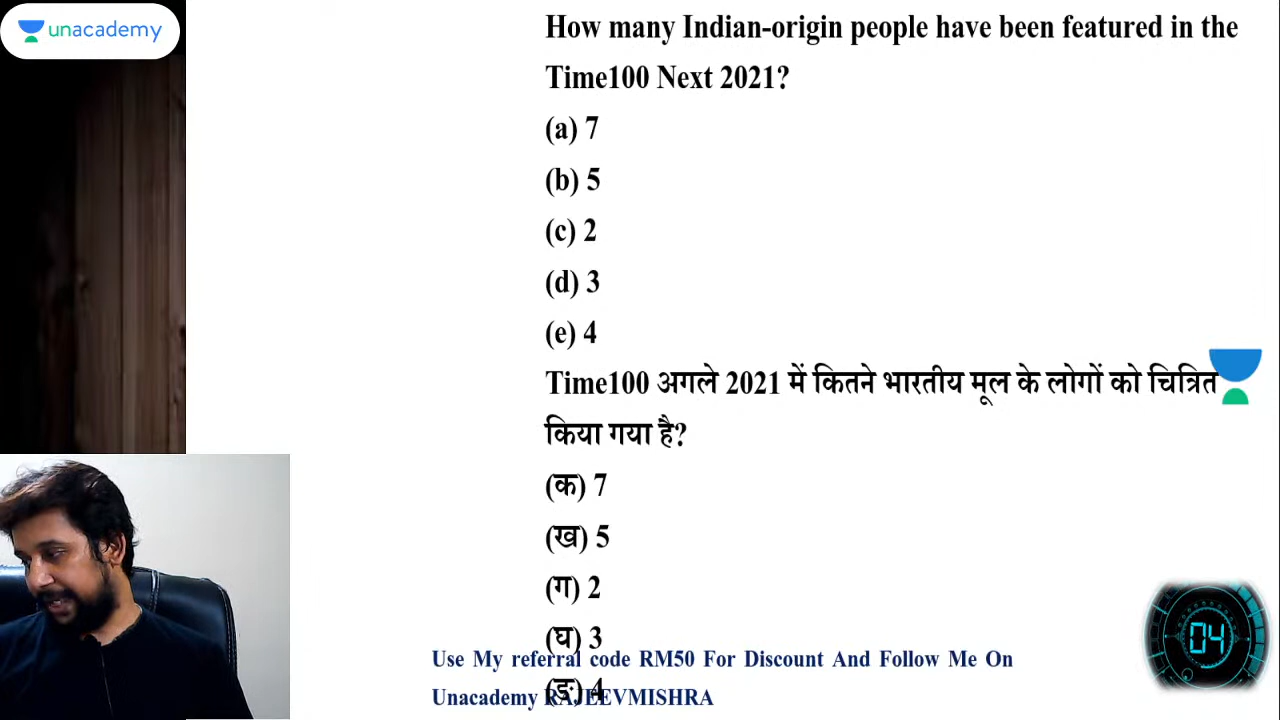 unacademy
How many Indian-origin people have been featured in the
Time100 Next 2021?
(a) 7
(b) 5
(c) 2
(d) 3
(e) 4
Time100 अगले 2021 में कितने भारतीय मूल के लोगों को चित्रित
किया गया है?
(क) 7
(ख) 5
(ग) 2
(घ) 3
(ङ) 4
Use My referral code RM50 For Discount And Follow Me On
Unacademy RAJEEVMISHRA
04